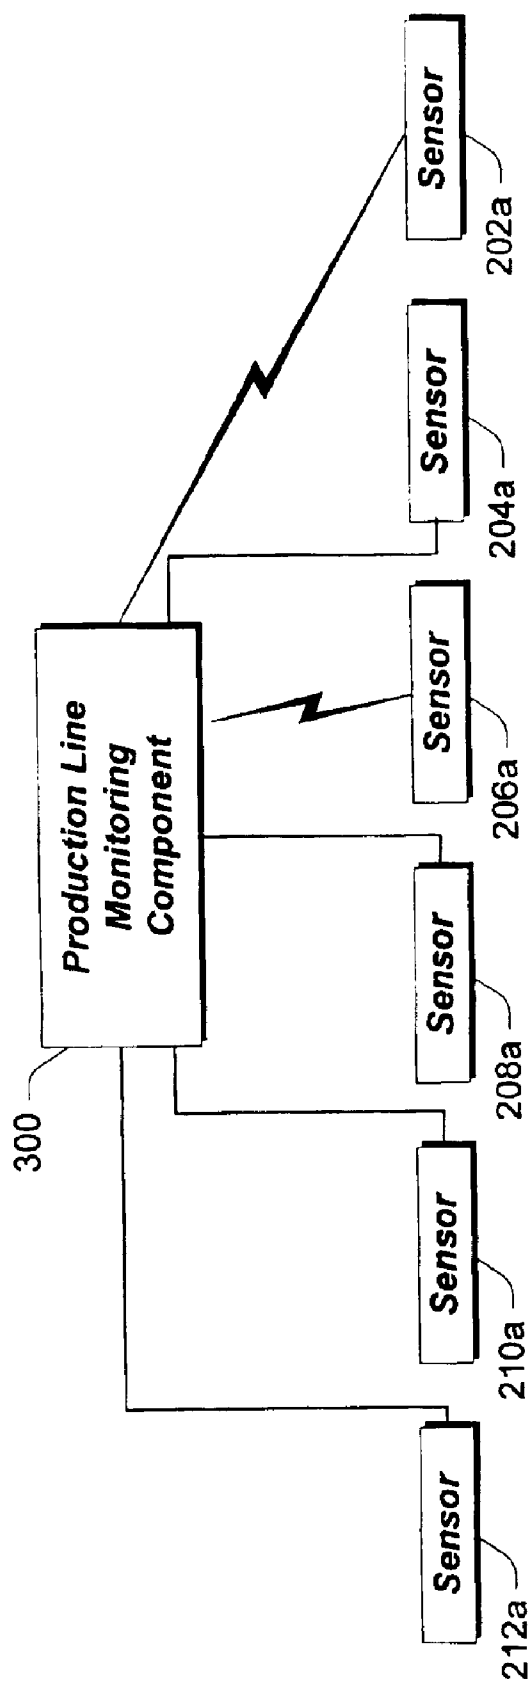 300
Production Line
Monitoring
Component
Sensor
212a
Sensor
210a
Sensor
208a
Sensor
206a
Sensor
204a
Sensor
202a